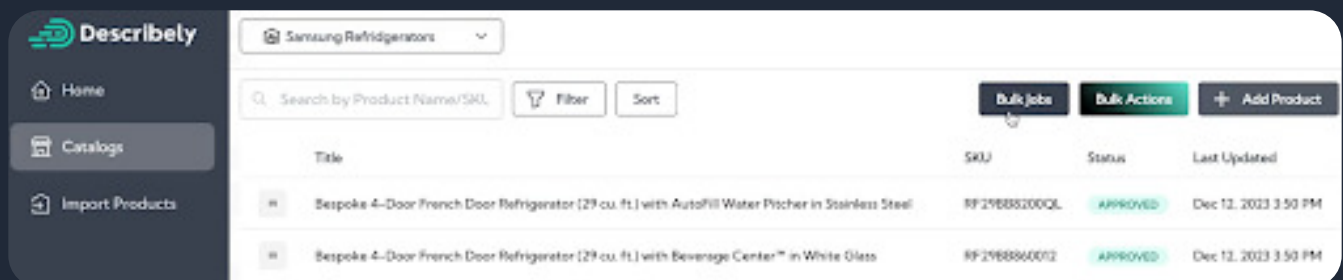 Describely
Home
Catalogs
Import Products
Samsung Refridgerators
Search by Product Name/SKU
Filter
Sort
Bulk Jobs
Bulk Actions
+ Add Product
Title SKU Status Last Updated
Bespoke 4-Door French Door Refrigerator (29 cu. ft.) with AutoFill Water Pitcher in Stainless Steel RF29BB8200QL APPROVED Dec 12, 2023 3:50 PM
Bespoke 4-Door French Door Refrigerator (29 cu. ft.) with Beverage Center™ in White Glass APPROVED Dec 12, 2023 3:50 PM